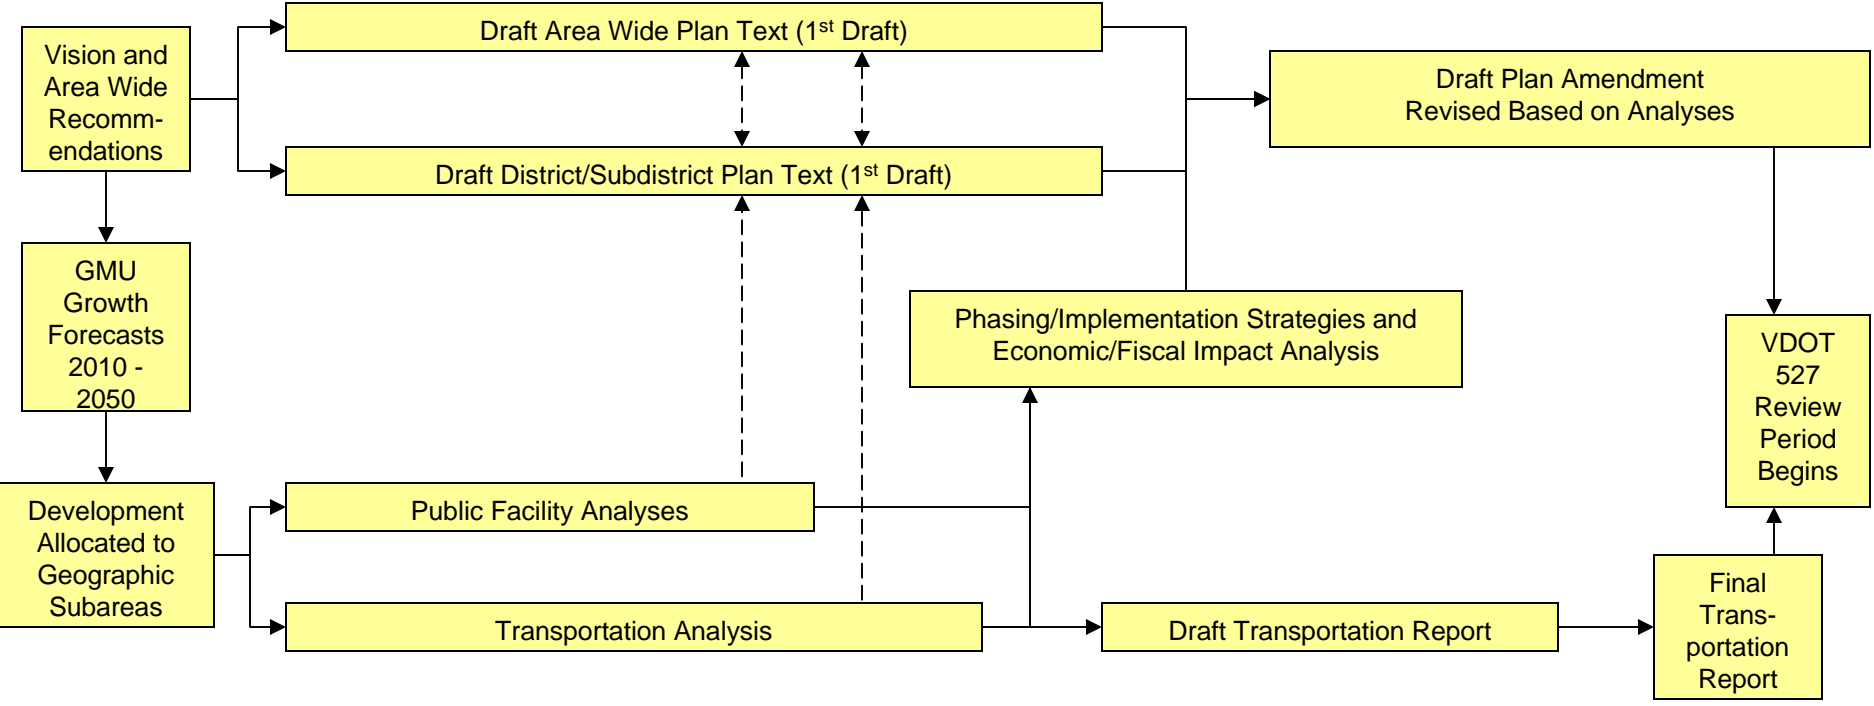 Vision and
Area Wide
Recomm-
endations
Draft Area Wide Plan Text (1st Draft)
Draft District/Subdistrict Plan Text (1st Draft)
Draft Plan Amendment
Revised Based on Analyses
GMU
Growth
Forecasts
2010 -
2050
Phasing/Implementation Strategies and
Economic/Fiscal Impact Analysis
VDOT
527
Review
Period
Begins
Development
Allocated to
Geographic
Subareas
Public Facility Analyses
Transportation Analysis
Draft Transportation Report
Final
Trans-
portation
Report